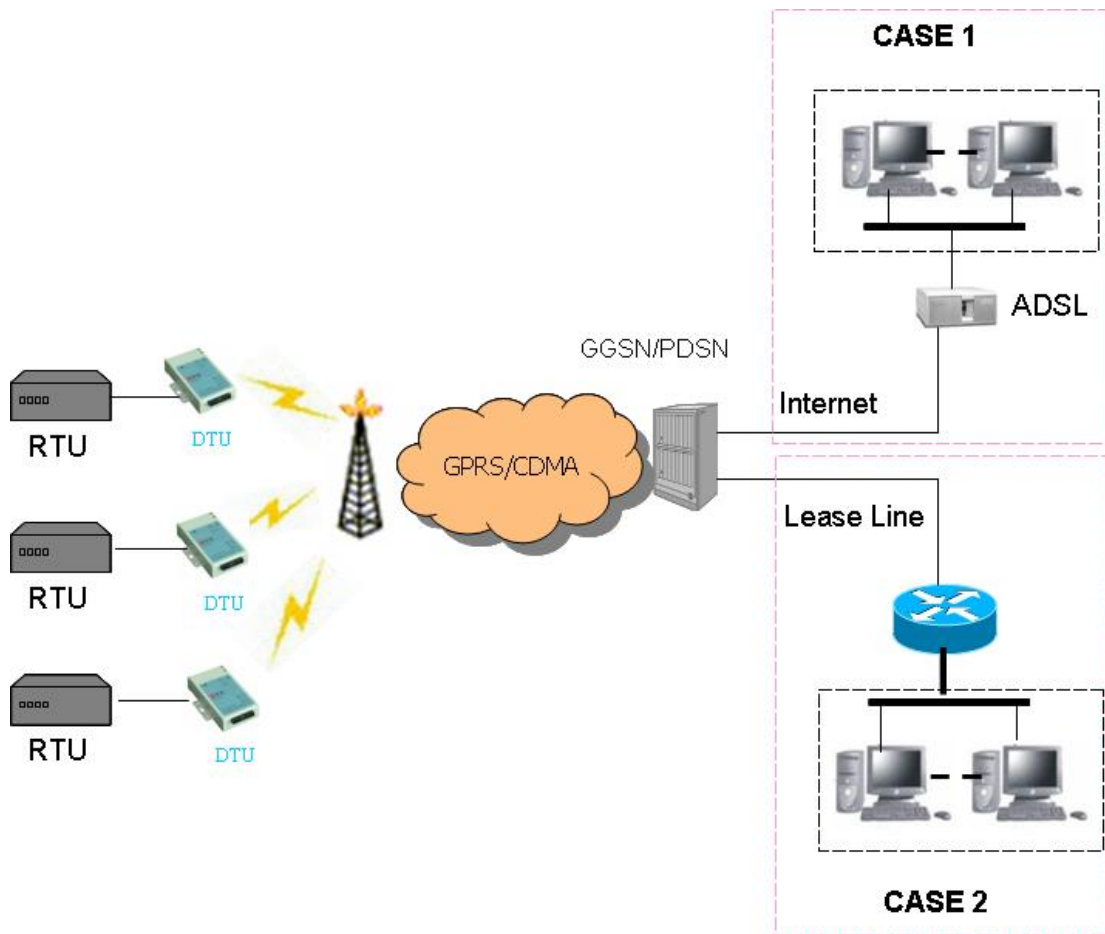 CASE 1
ADSL
GGSN/PDSN
Internet
RTU
DTU
GPRS/CDMA
Lease Line
RTU
DTU
RTU
DTU
CASE 2